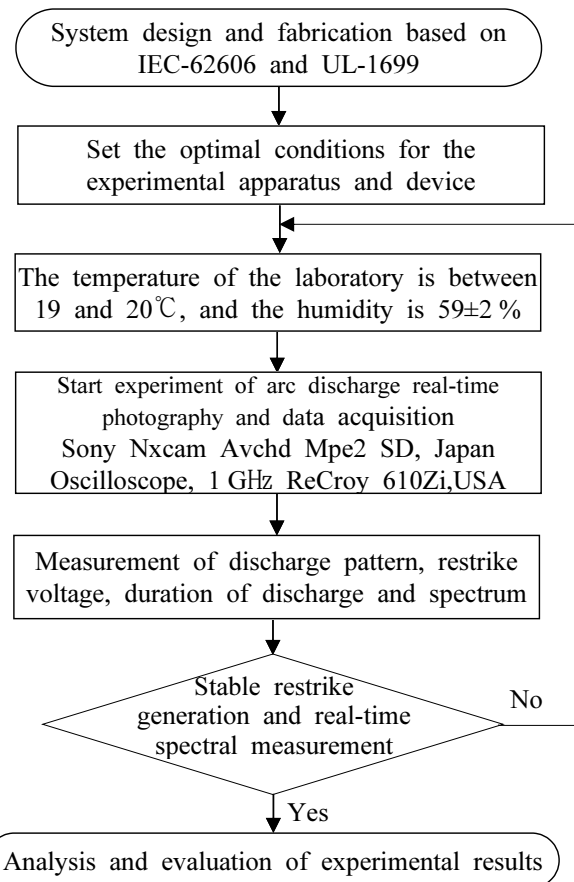 System design and fabrication based on
IEC-62606 and UL-1699
Set the optimal conditions for the
experimental apparatus and device
The temperature of the laboratory is between
19 and 20℃, and the humidity is 59±2 %
Start experiment of arc discharge real-time
photography and data acquisition
Sony Nxcam Avchd Mpe2 SD, Japan
Oscilloscope, 1 GHz ReCroy 610Zi,USA
Measurement of discharge pattern, restrike
voltage, duration of discharge and spectrum
Stable restrike
generation and real-time
spectral measurement
No
Yes
Analysis and evaluation of experimental results